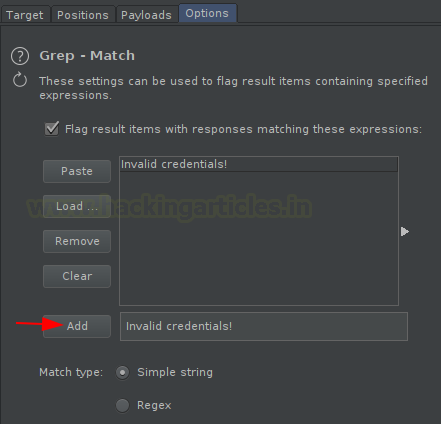 Target Positions Payloads Options
? Grep - Match
These settings can be used to flag result items containing specified
expressions.
Flag result items with responses matching these expressions:
Paste
Invalid credentials!
Load ...
www.hackingarticles.in
Remove
Clear
Add Invalid credentials!
Match type: Simple string
Regex